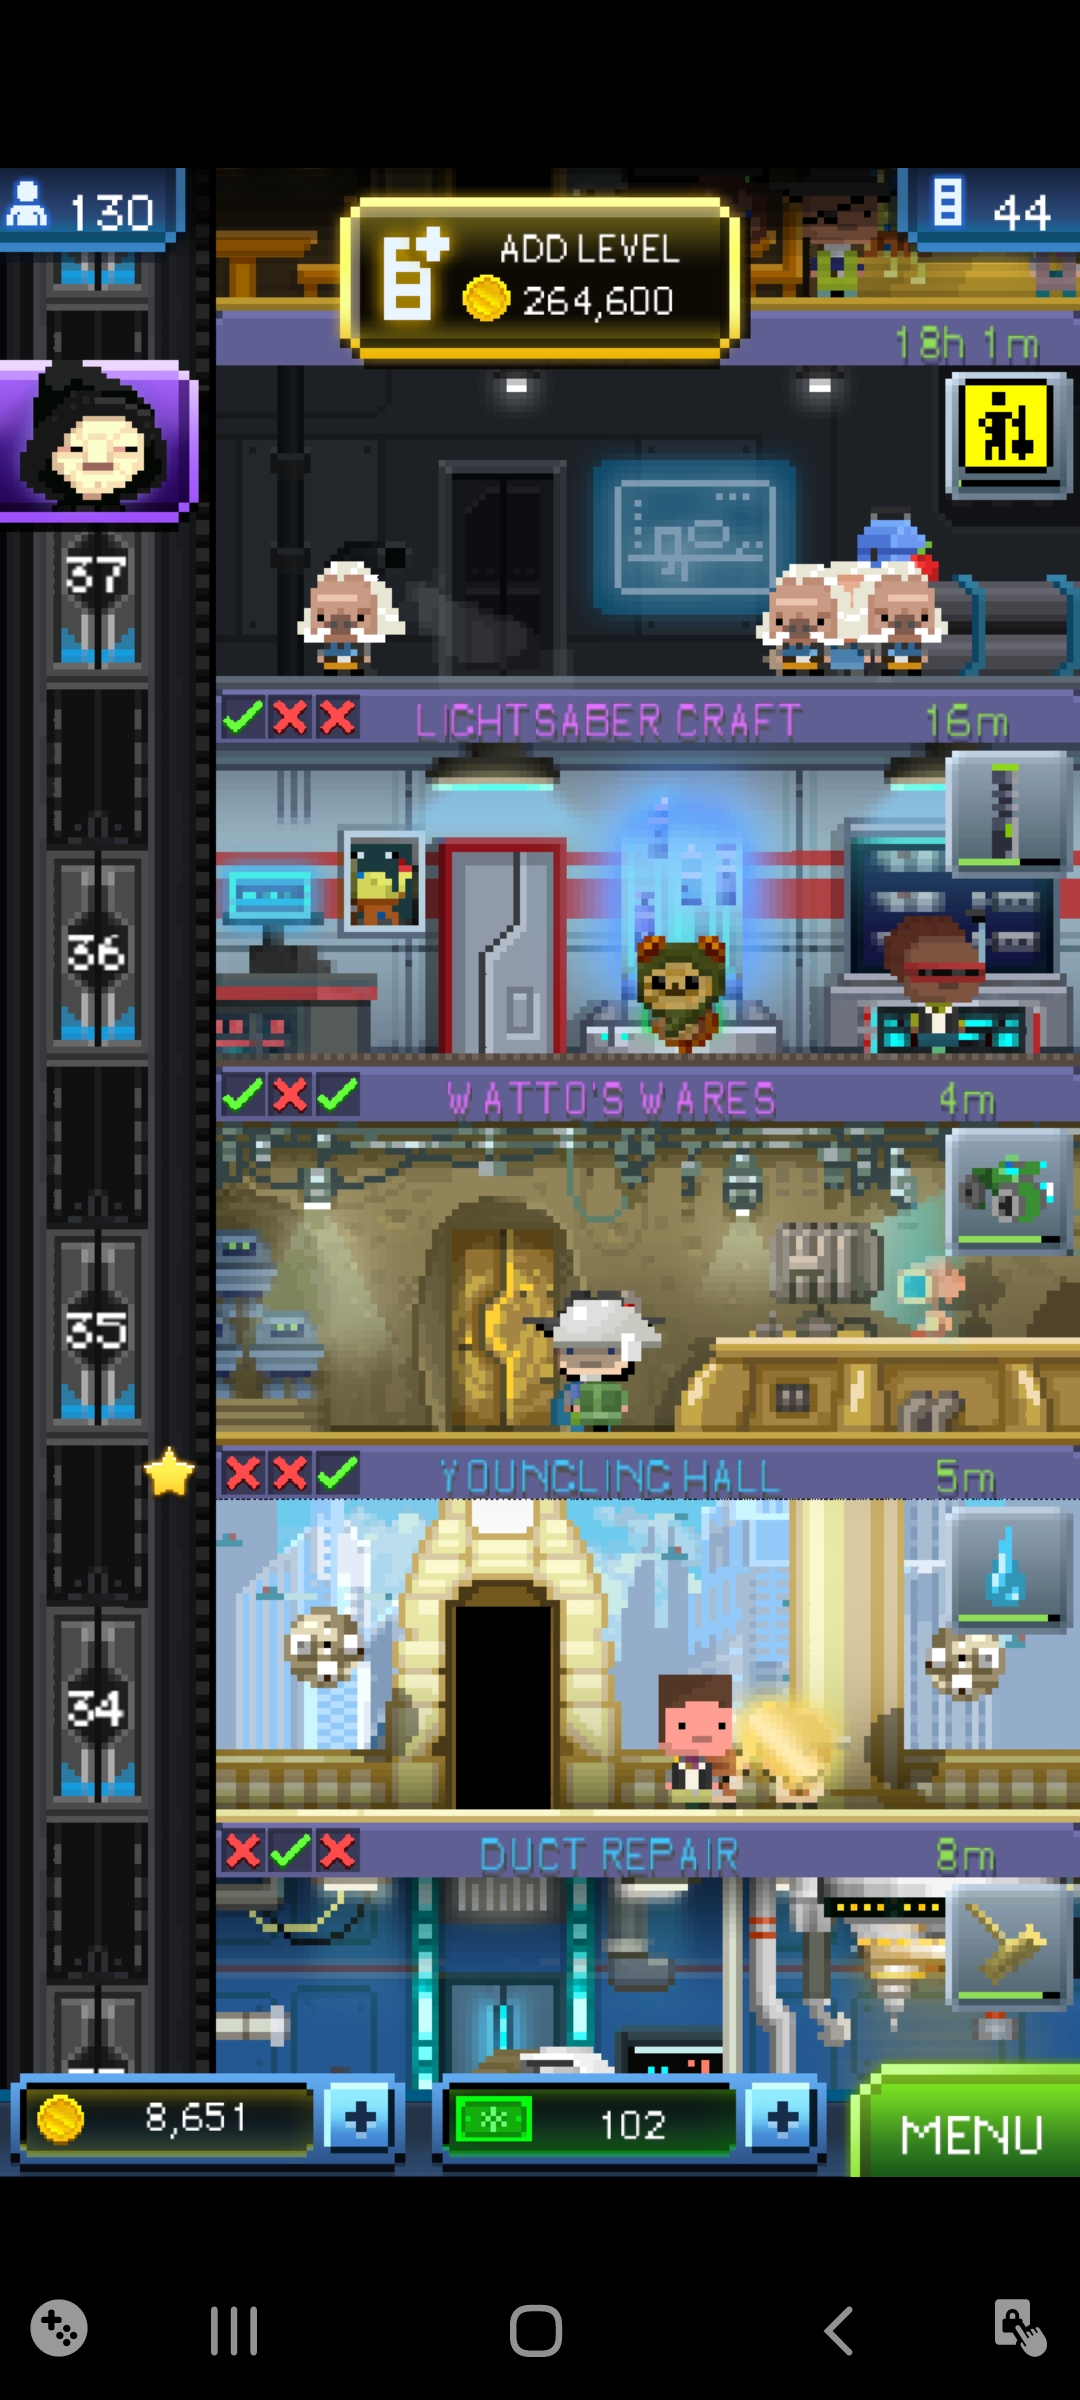 130
ADD LEVEL
264,600
44
18h 1m
37
LIGHTSABER CRAFT
16m
36
WATTO'S WARES
4m
35
YOUNGLING HALL
5m
34
DUCT REPAIR
8m
8,651
102
MENU